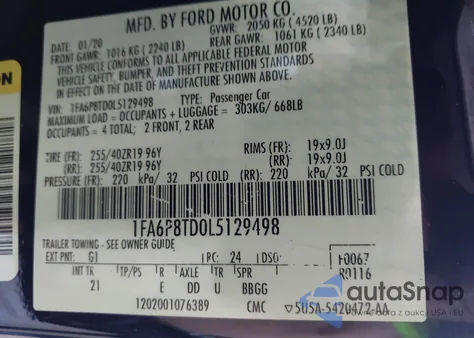 MFD. BY FORD MOTOR CO.
DATE: 01/20 GVWR: 2050 KG ( 4520 LB)
FRONT GAWR: 1016 KG ( 2240 LB) REAR GAWR: 1061 KG ( 2340 LB)
THIS VEHICLE CONFORMS TO ALL APPLICABLE FEDERAL MOTOR
VEHICLE SAFETY, BUMPER, AND THEFT PREVENTION STANDARDS
IN EFFECT ON THE DATE OF MANUFACTURE SHOWN ABOVE.
VIN: 1FA6P8TD0L5129498 TYPE: Passenger Car
MAXIMUM LOAD = OCCUPANTS + LUGGAGE = 303KG/ 668LB
OCCUPANTS = 4 TOTAL; 2 FRONT, 2 REAR
TIRE (FR): 255/40ZR19 96Y RIMS (FR): 19x9.0J
(RR): 255/40ZR19 96Y (RR): 19x9.0J
PRESSURE (FR): 220 kPa/ 32 PSI COLD (RR): 220 kPa/ 32 PSI COLD
1FA6P8TD0L5129498
TRAILER TOWING - SEE OWNER GUIDE
EXT PNT: G1 RC: 24 DSO: F0067
INT TR TP/PS R AXLE TR SPR R0116
21 E DD U BBGG
1202001076389 CMC ▽5U5A-5420472-AA
ON
autoSnap